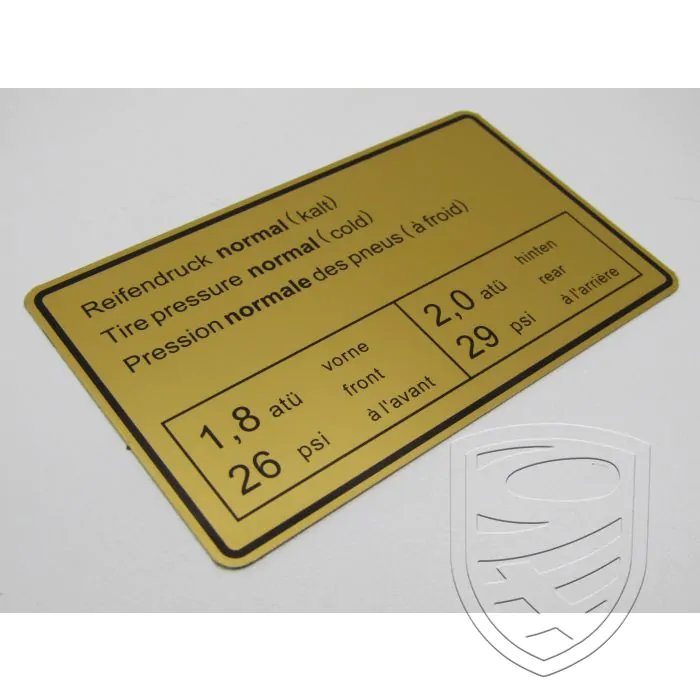 Reifendruck normal (kalt)
Tire pressure normal (cold)
Pression normale des pneus (à froid)
1,8 atü vorne
26 psi front
à l'avant
2,0 atü hinten
29 psi rear
à l'arrière